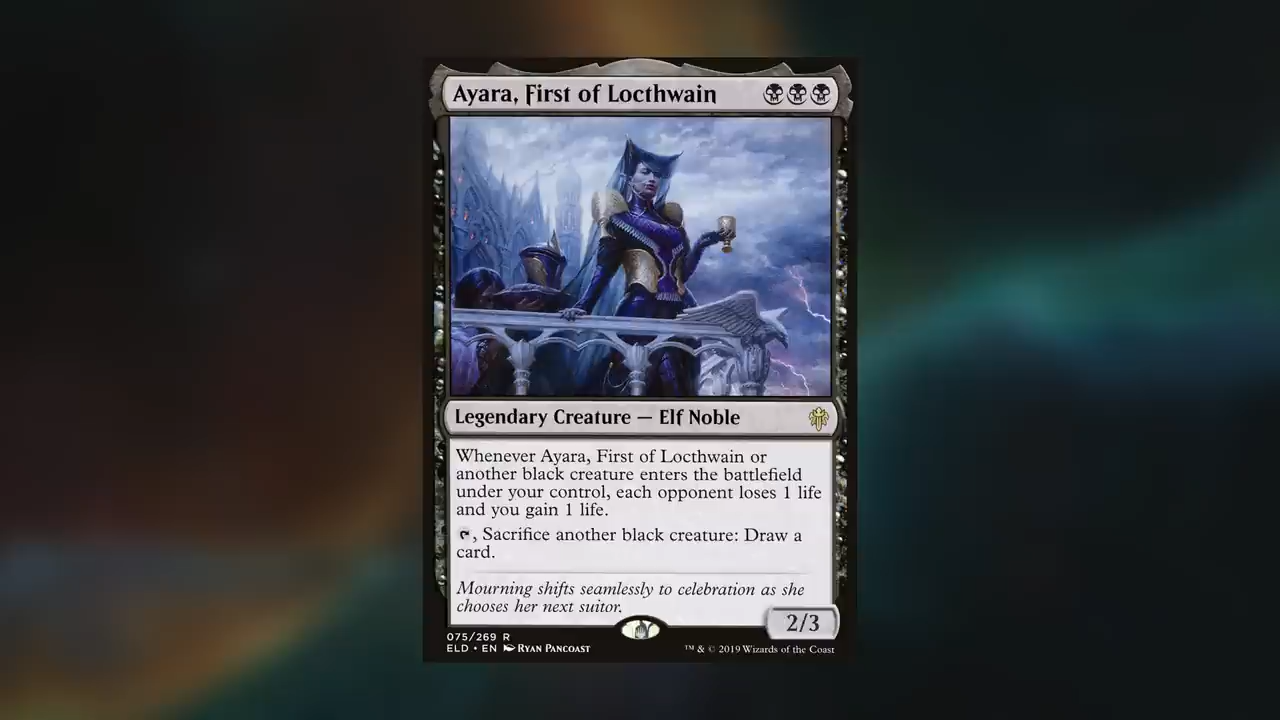 Ayara, First of Locthwain
Legendary Creature — Elf Noble
Whenever Ayara, First of Locthwain or
another black creature enters the battlefield
under your control, each opponent loses 1 life
and you gain 1 life.
, Sacrifice another black creature: Draw a
card.
Mourning shifts seamlessly to celebration as she
chooses her next suitor.
2/3
075/269 R
ELD • EN RYAN PANCOAST
™ & © 2019 Wizards of the Coast